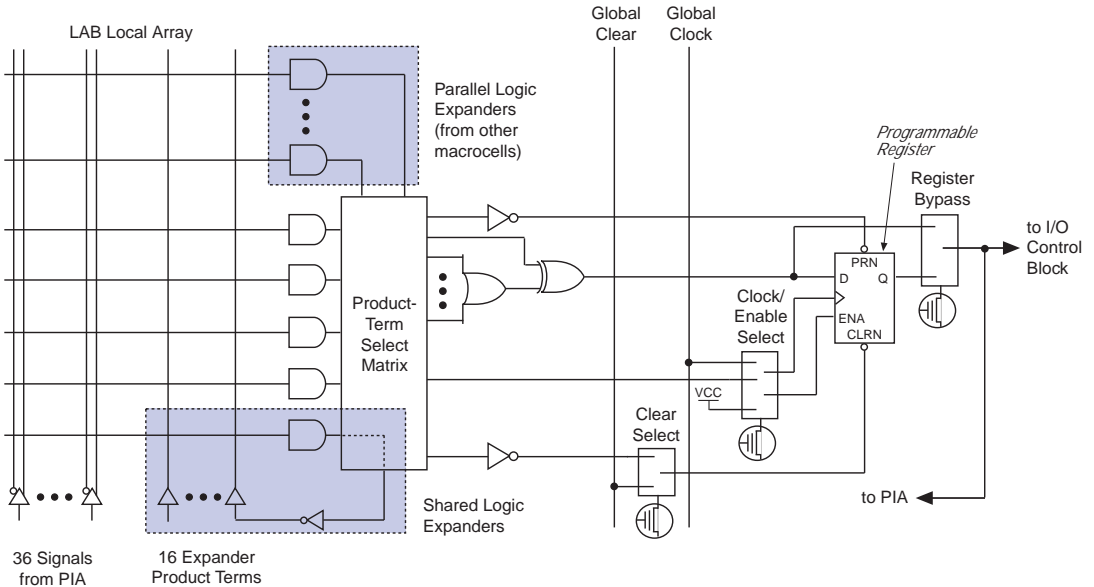 Global
Clear
Global
Clock
LAB Local Array
Parallel Logic
Expanders
(from other
macrocells)
Programmable
Register
Register
Bypass
to I/O
Control
Block
PRN
D
Q
ENA
CLRN
Clock/
Enable
Select
Product-
Term
Select
Matrix
VCC
Clear
Select
Shared Logic
Expanders
to PIA
36 Signals
from PIA
16 Expander
Product Terms